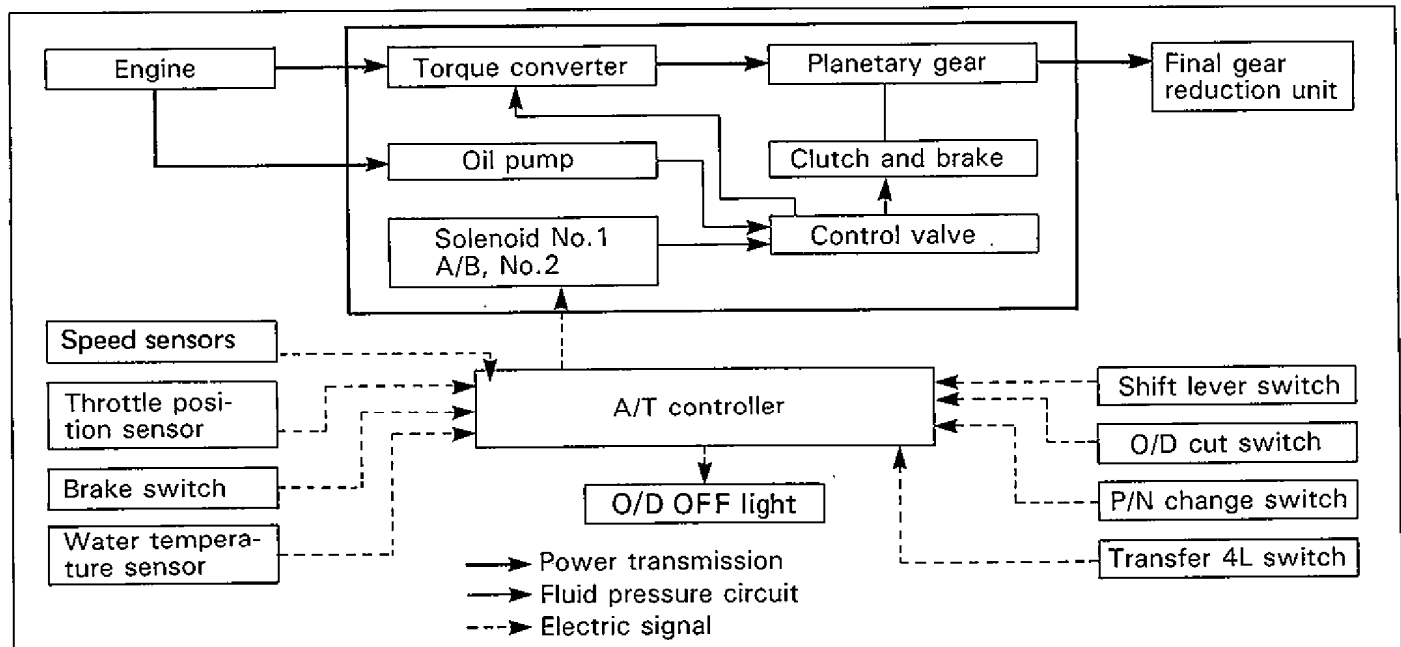 Engine
Torque converter
Planetary gear
Final gear
reduction unit
Oil pump
Clutch and brake
Solenoid No.1
A/B, No.2
Control valve
Speed sensors
Throttle posi-
tion sensor
Brake switch
Water tempera-
ture sensor
A/T controller
O/D OFF light
Shift lever switch
O/D cut switch
P/N change switch
Transfer 4L switch
Power transmission
Fluid pressure circuit
Electric signal